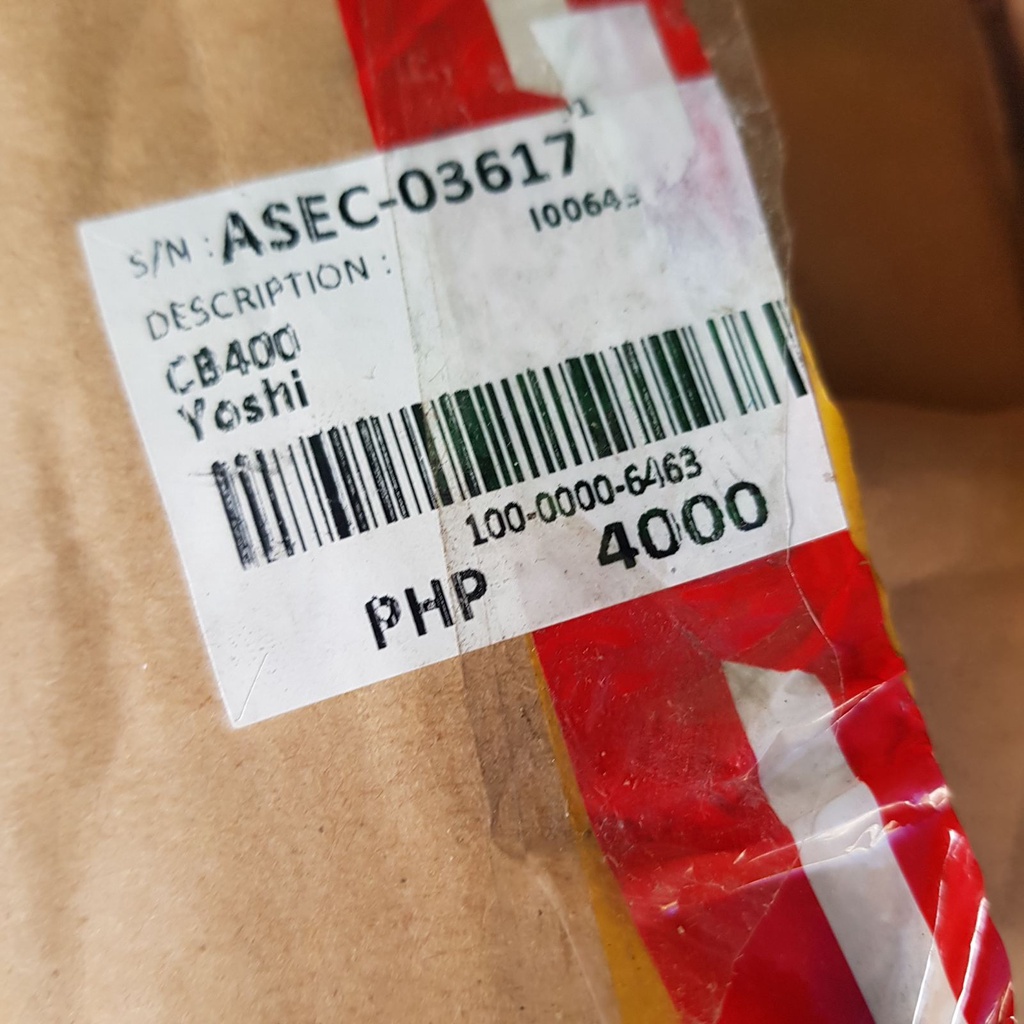 S/N : ASEC-03617
DESCRIPTION :
CB400
Yoshi
100-0000-6463
PHP 4000